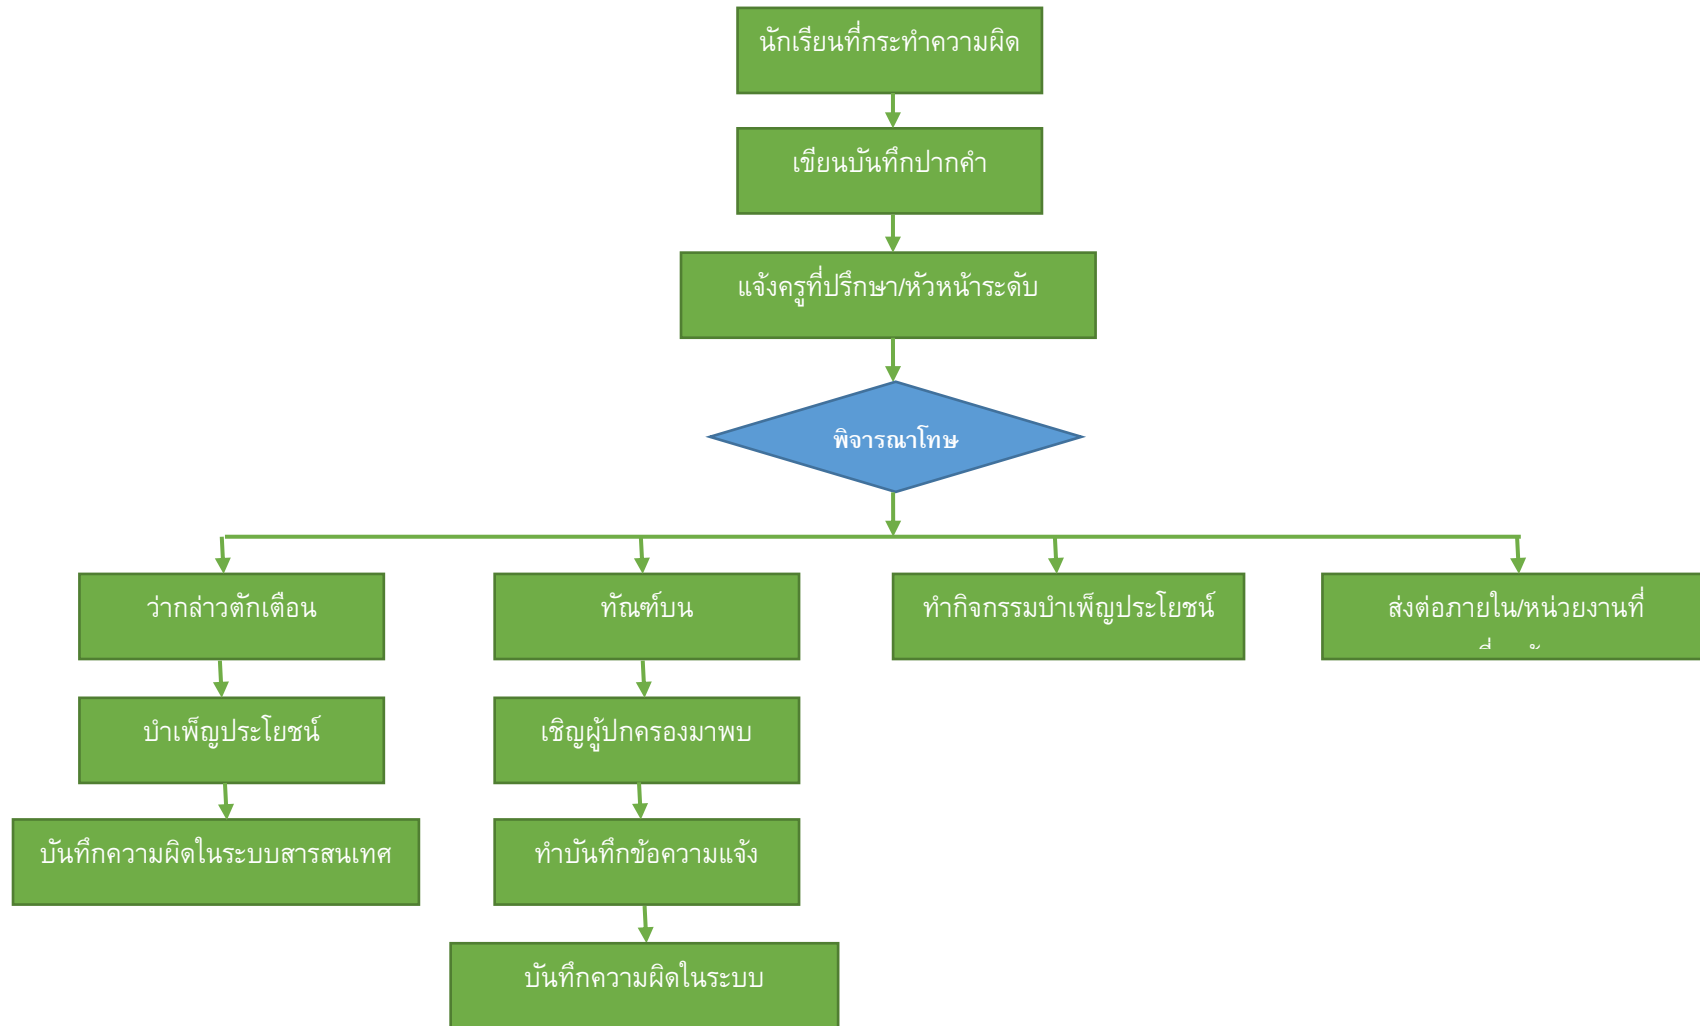 นักเรียนที่กระทำความผิด
เขียนบันทึกปากคำ
แจ้งครูที่ปรึกษา/หัวหน้าระดับ
พิจารณาโทษ
ว่ากล่าวตักเตือน
ทัณฑ์บน
ทำกิจกรรมบำเพ็ญประโยชน์
ส่งต่อภายใน/หน่วยงานที่
บำเพ็ญประโยชน์
เชิญผู้ปกครองมาพบ
บันทึกความผิดในระบบสารสนเทศ
ทำบันทึกข้อความแจ้ง
บันทึกความผิดในระบบ